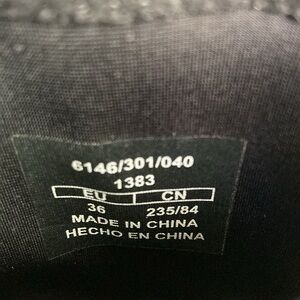 6146/301/040
1383
EU CN
36 235/84
MADE IN CHINA
HECHO EN CHINA